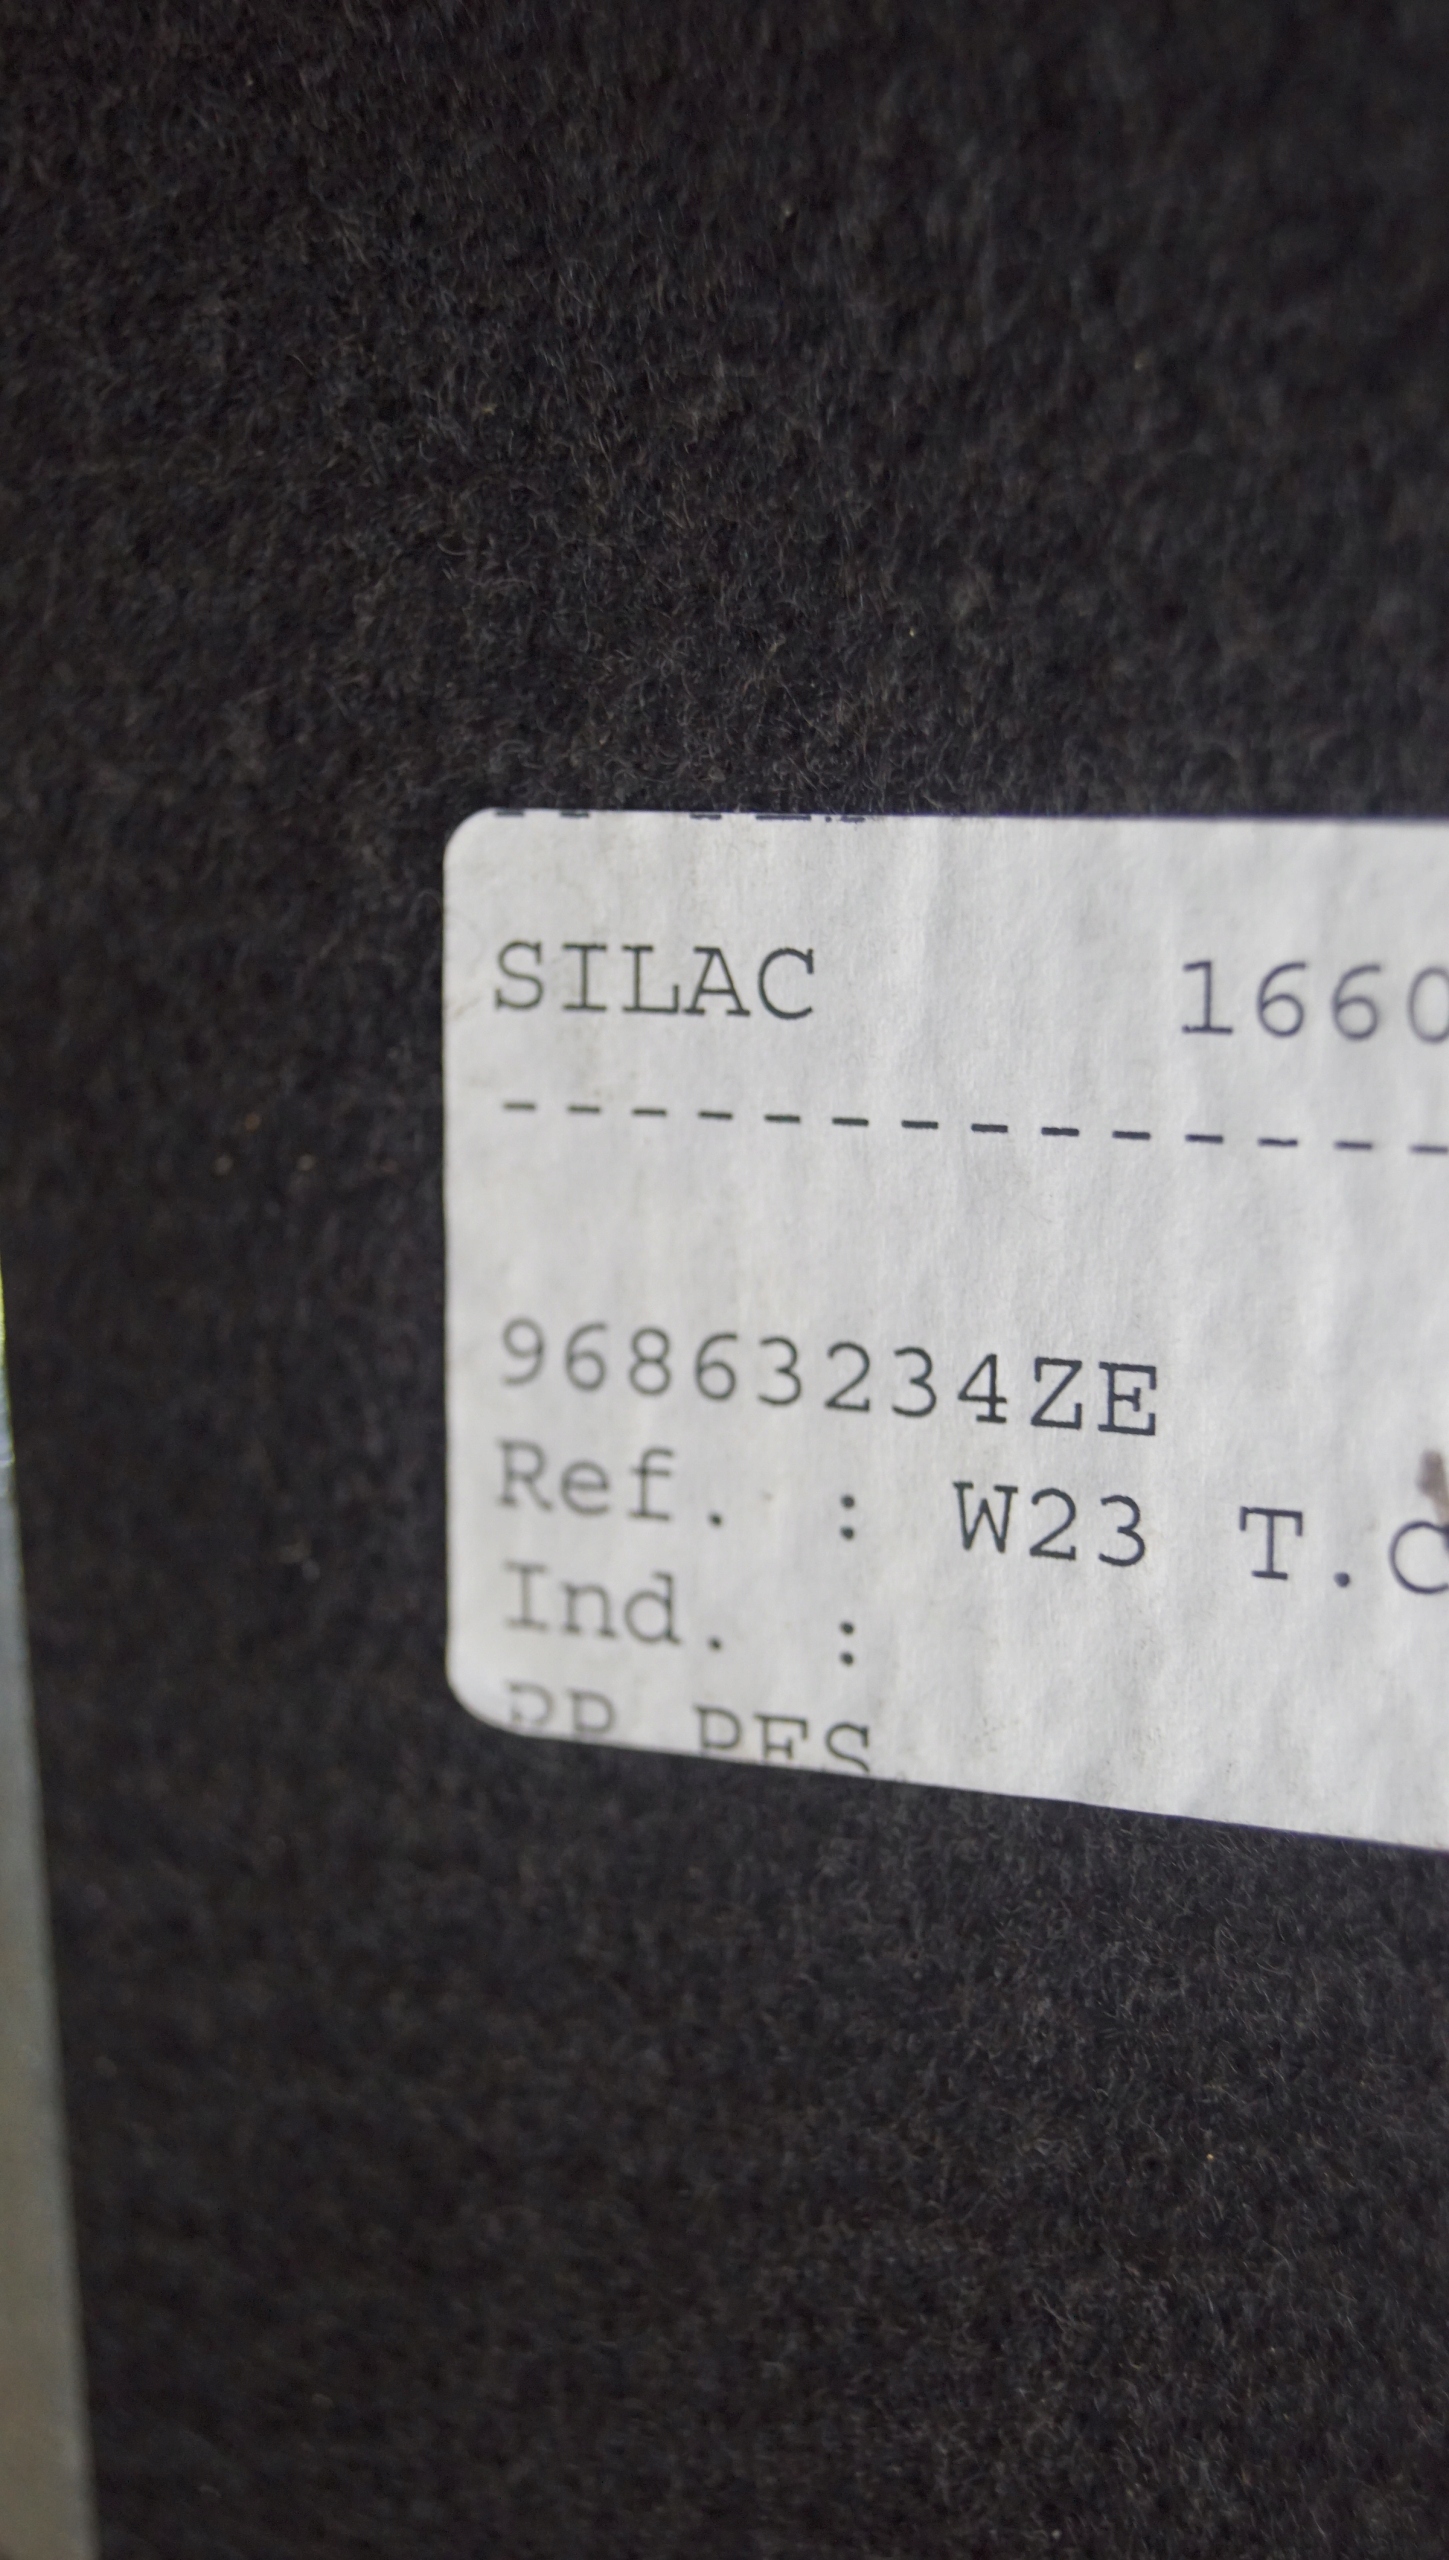 SILAC 1660
--------------
96863234ZE
Ref. : W23 T.C
Ind. :